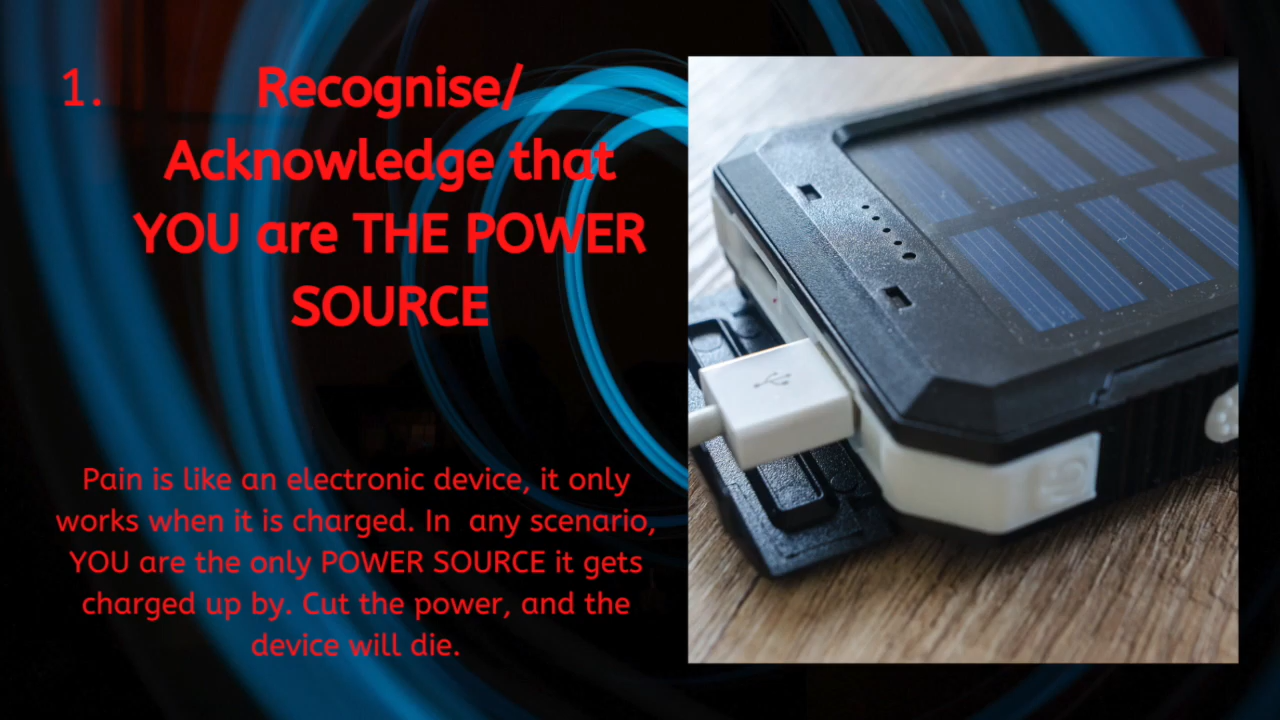 1.
Recognise/
Acknowledge that
YOU are THE POWER
SOURCE
Pain is like an electronic device, it only
works when it is charged. In  any scenario,
YOU are the only POWER SOURCE it gets
charged up by. Cut the power, and the
device will die.